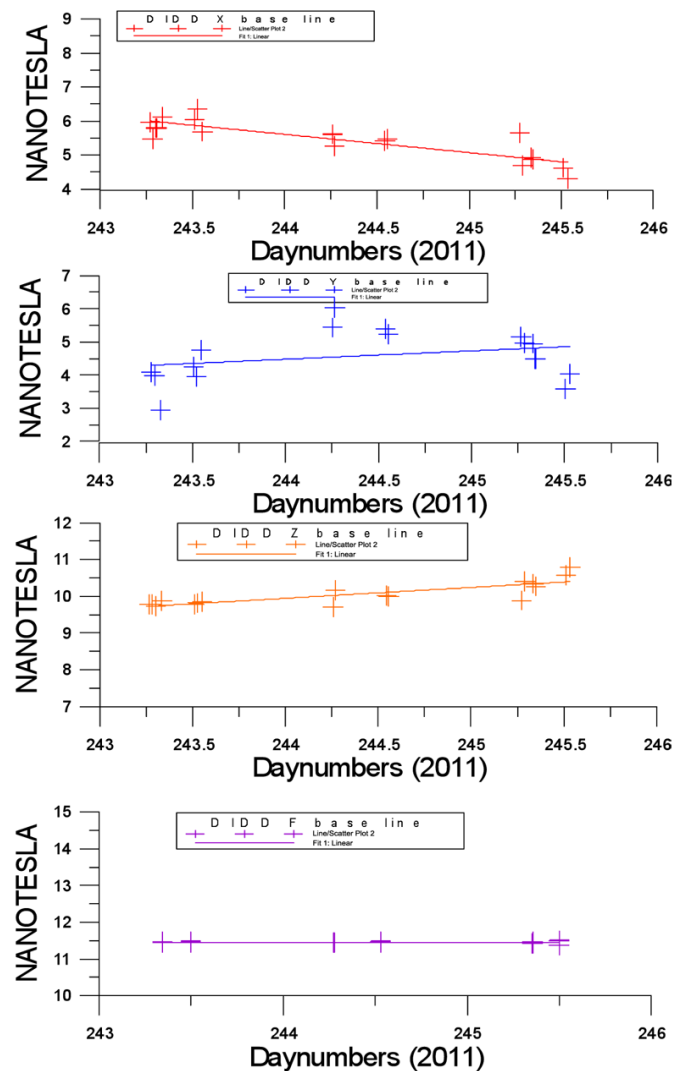 DIDD X base line
Line/Scatter Plot 2
Fit 1: Linear
NANOTESLA
9
8
7
6
5
4
243 243.5 244 244.5 245 245.5 246
Daynumbers (2011)
DIDD Y base line
Line/Scatter Plot 2
Fit 1: Linear
NANOTESLA
7
6
5
4
3
2
243 243.5 244 244.5 245 245.5 246
Daynumbers (2011)
DIDD Z base line
Line/Scatter Plot 2
Fit 1: Linear
NANOTESLA
12
11
10
9
8
7
243 243.5 244 244.5 245 245.5 246
Daynumbers (2011)
DIDD F base line
Line/Scatter Plot 2
Fit 1: Linear
NANOTESLA
15
14
13
12
11
10
243 244 245 246
Daynumbers (2011)